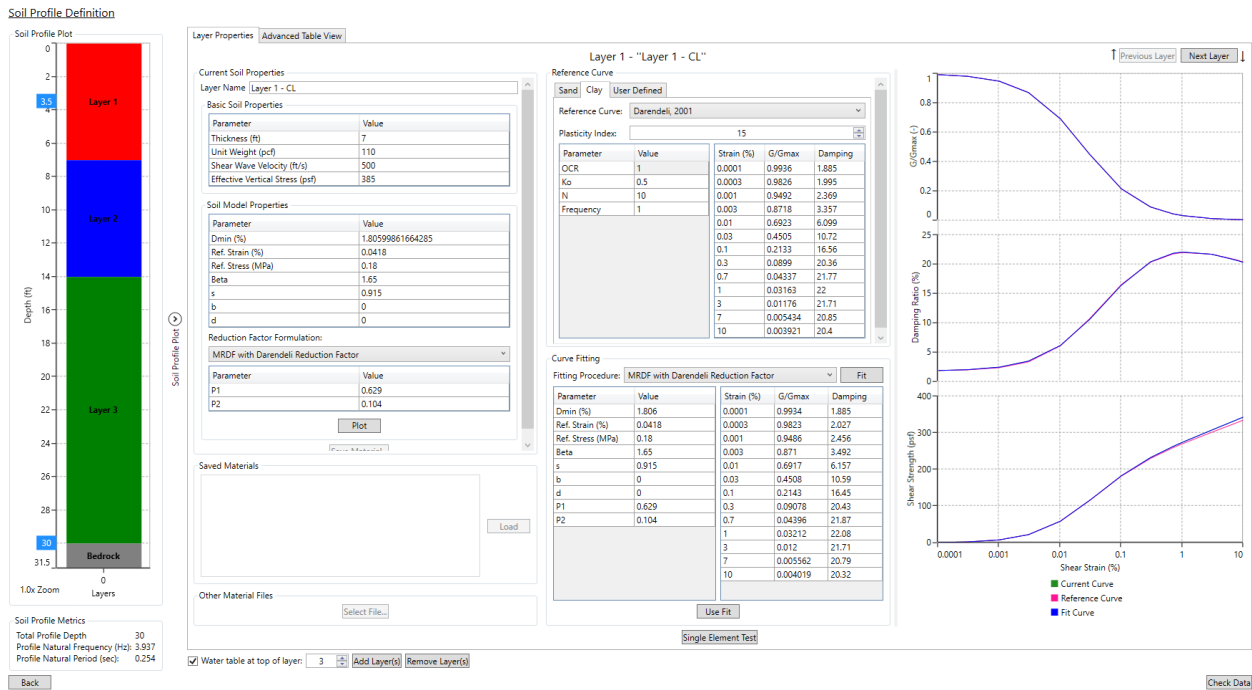 Soil Profile Definition
Soil Profile Plot
0
2
3.5
4
6
8
10
12
14
16
18
20
22
24
26
28
30
31.5
Depth (ft)
Layer 1
Layer 2
Layer 3
Bedrock
0
1.0x Zoom
Layers
Soil Profile Metrics
Total Profile Depth 30
Profile Natural Frequency (Hz): 3.937
Profile Natural Period (sec): 0.254
Back
Soil Profile Plot
Layer Properties Advanced Table View
Layer 1 - "Layer 1 - CL"
↑ Previous Layer Next Layer ↓
Current Soil Properties
Layer Name Layer 1 - CL
Basic Soil Properties
Parameter Value
Thickness (ft) 7
Unit Weight (pcf) 110
Shear Wave Velocity (ft/s) 500
Effective Vertical Stress (psf) 385
Soil Model Properties
Parameter Value
Dmin (%) 1.80599861664285
Ref. Strain (%) 0.0418
Ref. Stress (MPa) 0.18
Beta 1.65
s 0.915
b 0
d 0
Reduction Factor Formulation:
MRDF with Darendeli Reduction Factor
Parameter Value
P1 0.629
P2 0.104
Plot
Save Material
Saved Materials
Load
Other Material Files
Select File...
Reference Curve
Sand Clay User Defined
Reference Curve: Darendeli, 2001
Plasticity Index: 15
Parameter Value
OCR 1
Ko 0.5
N 10
Frequency 1
Strain (%) G/Gmax Damping
0.0001 0.9936 1.885
0.0003 0.9826 1.995
0.001 0.9492 2.369
0.003 0.8718 3.357
0.01 0.6923 6.099
0.03 0.4505 10.72
0.1 0.2133 16.56
0.3 0.0899 20.36
0.7 0.04337 21.77
1 0.03163 22
3 0.01176 21.71
7 0.005434 20.85
10 0.003921 20.4
Curve Fitting
Fitting Procedure: MRDF with Darendeli Reduction Factor Fit
Parameter Value
Dmin (%) 1.806
Ref. Strain (%) 0.0418
Ref. Stress (MPa) 0.18
Beta 1.65
s 0.915
b 0
d 0
P1 0.629
P2 0.104
Strain (%) G/Gmax Damping
0.0001 0.9934 1.885
0.0003 0.9823 2.027
0.001 0.9486 2.456
0.003 0.871 3.492
0.01 0.6917 6.157
0.03 0.4508 10.59
0.1 0.2143 16.45
0.3 0.09078 20.43
0.7 0.04396 21.87
1 0.03212 22.08
3 0.012 21.71
7 0.005562 20.79
10 0.004019 20.32
Use Fit
Single Element Test
G/Gmax (-)
1
0.8
0.6
0.4
0.2
0
Damping Ratio (%)
25
20
15
10
5
0
Shear Strength (psf)
400
300
200
100
0
0.0001 0.001 0.01 0.1 1 10
Shear Strain (%)
Current Curve
Reference Curve
Fit Curve
Water table at top of layer: 3 Add Layer(s) Remove Layer(s)
Check Data